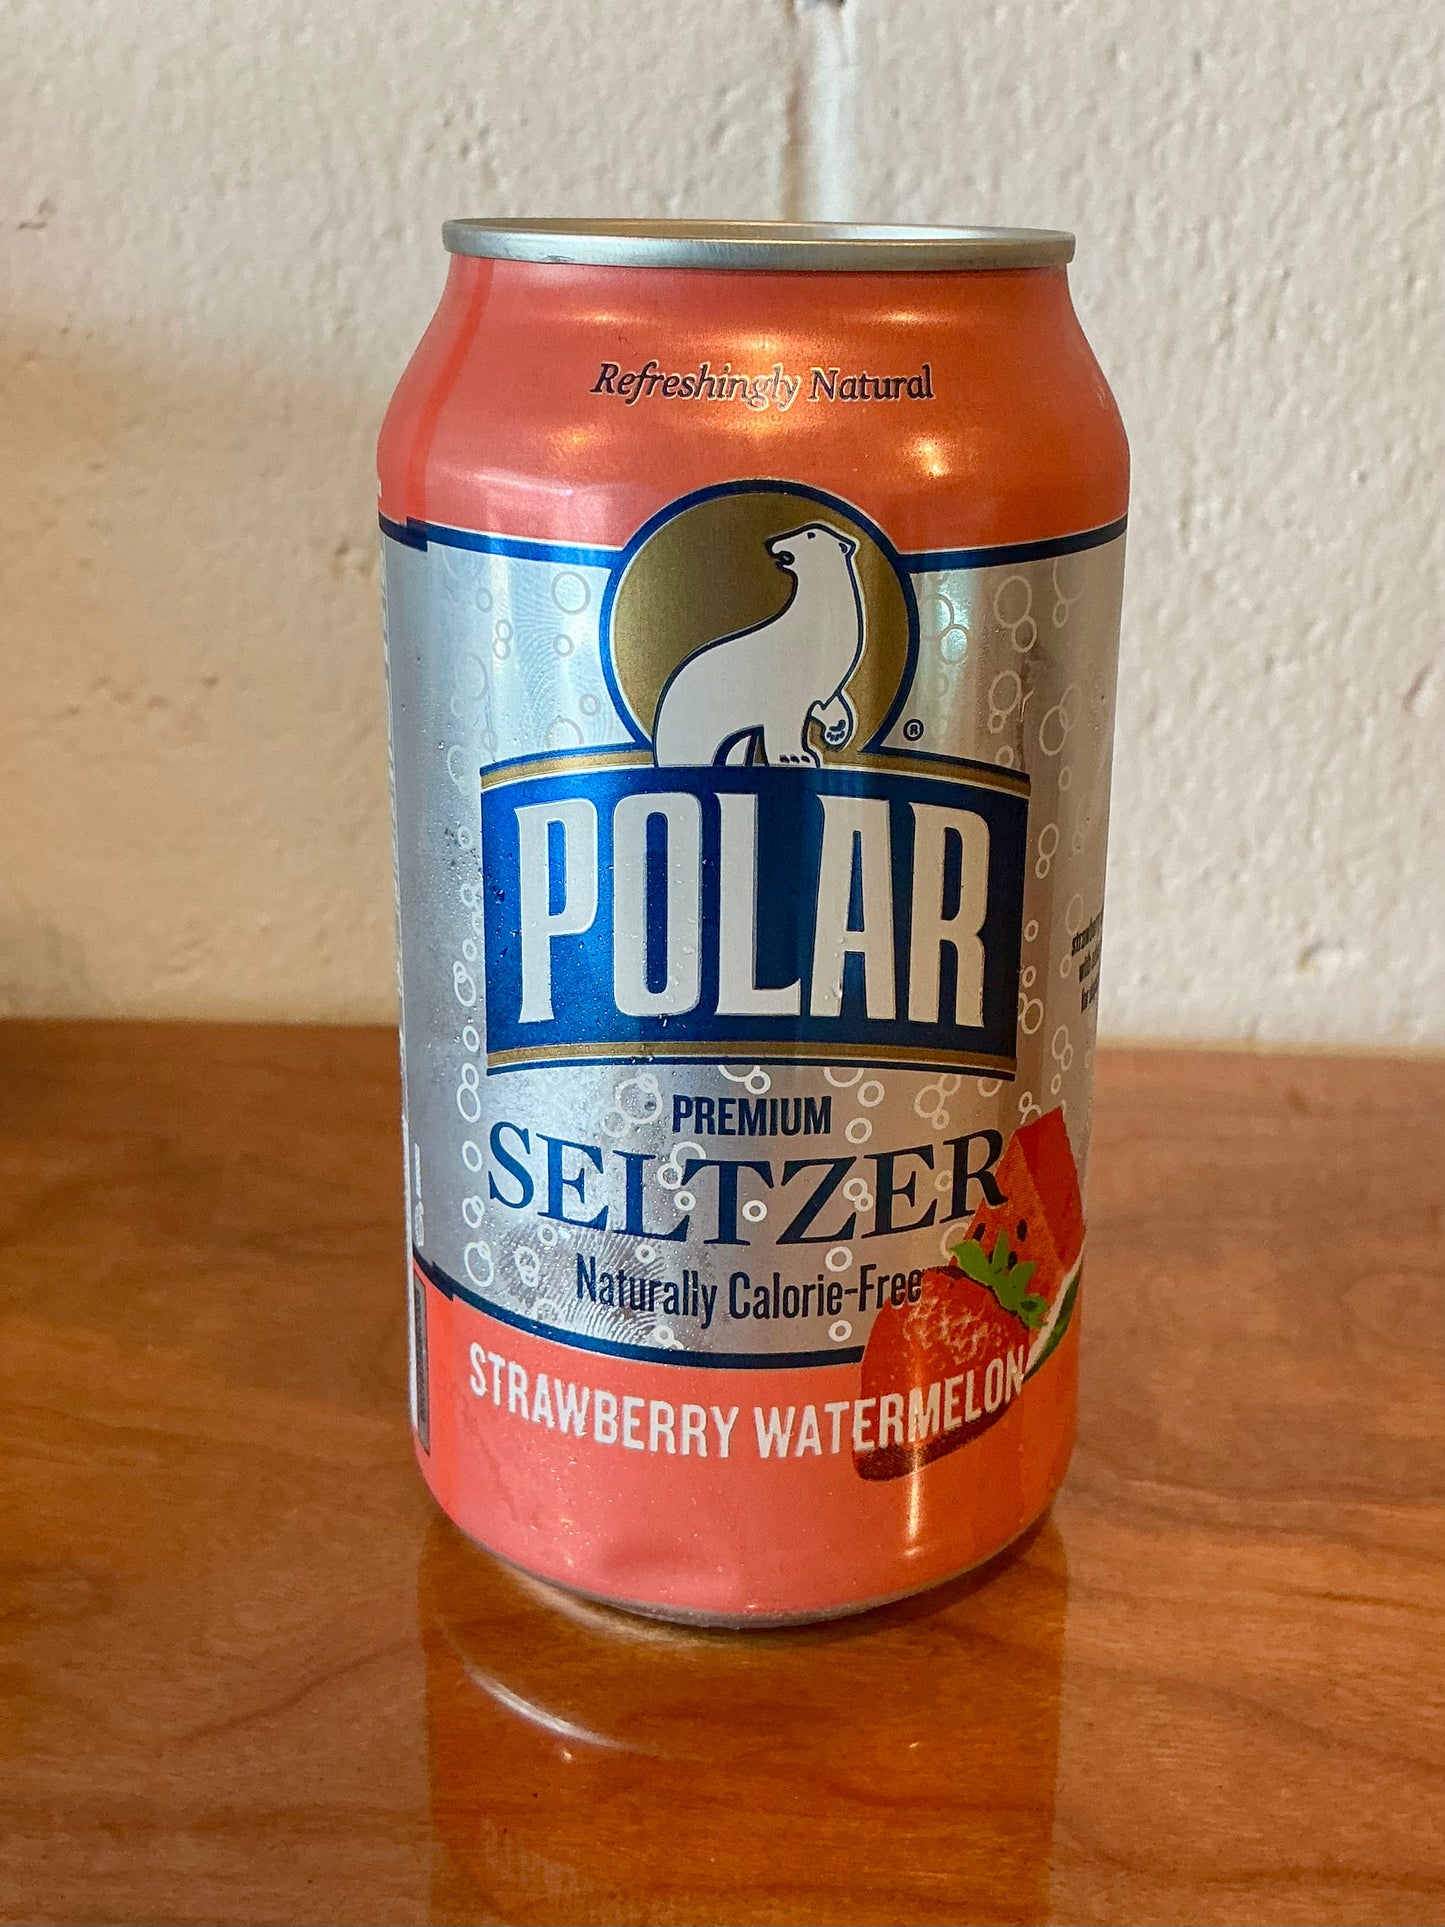 Refreshingly Natural
®
POLAR
PREMIUM
SELTZER
Naturally Calorie-Free
STRAWBERRY WATERMELON